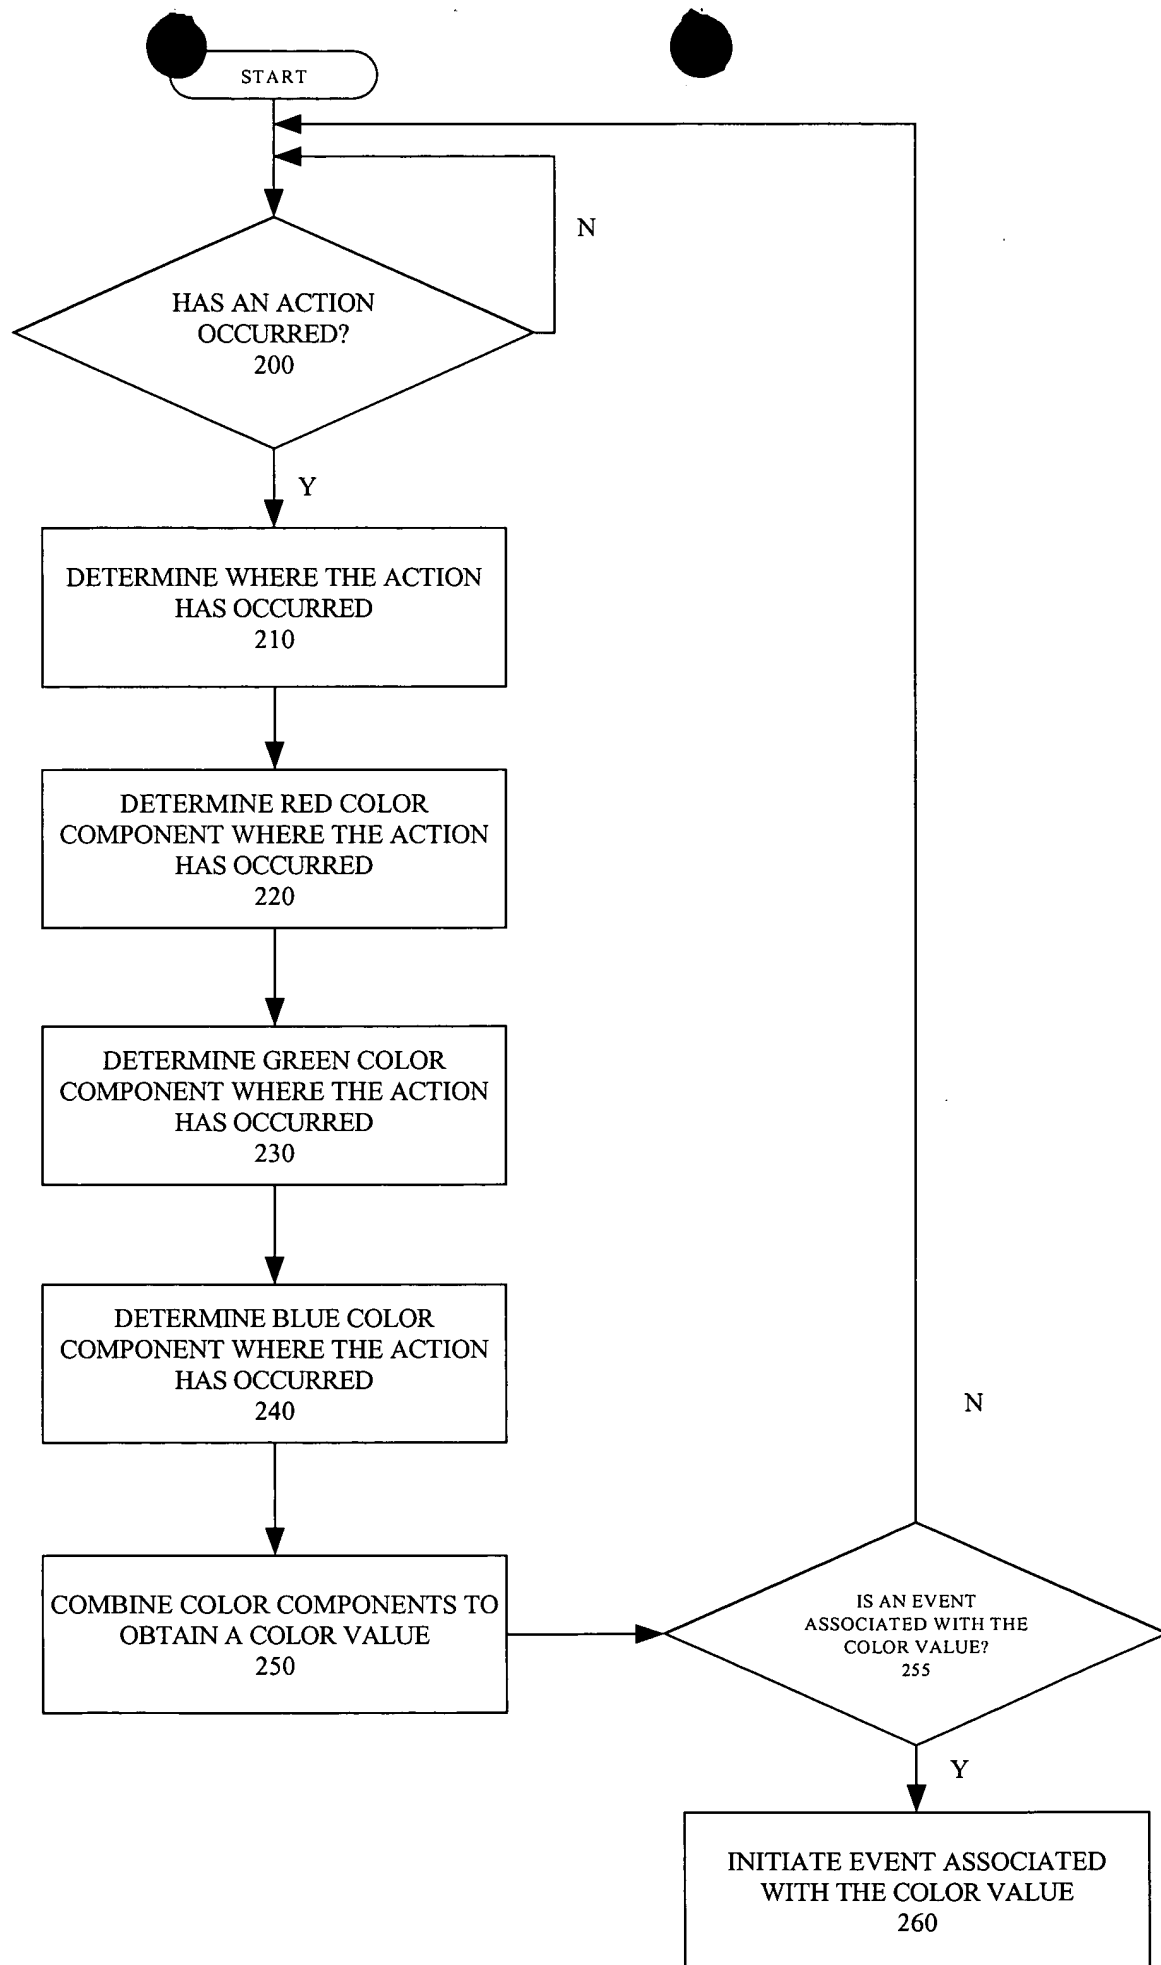 START
N
HAS AN ACTION
OCCURRED?
200
Y
DETERMINE WHERE THE ACTION
HAS OCCURRED
210
DETERMINE RED COLOR
COMPONENT WHERE THE ACTION
HAS OCCURRED
220
DETERMINE GREEN COLOR
COMPONENT WHERE THE ACTION
HAS OCCURRED
230
DETERMINE BLUE COLOR
COMPONENT WHERE THE ACTION
HAS OCCURRED
240
N
COMBINE COLOR COMPONENTS TO
OBTAIN A COLOR VALUE
250
IS AN EVENT
ASSOCIATED WITH THE
COLOR VALUE?
255
Y
INITIATE EVENT ASSOCIATED
WITH THE COLOR VALUE
260